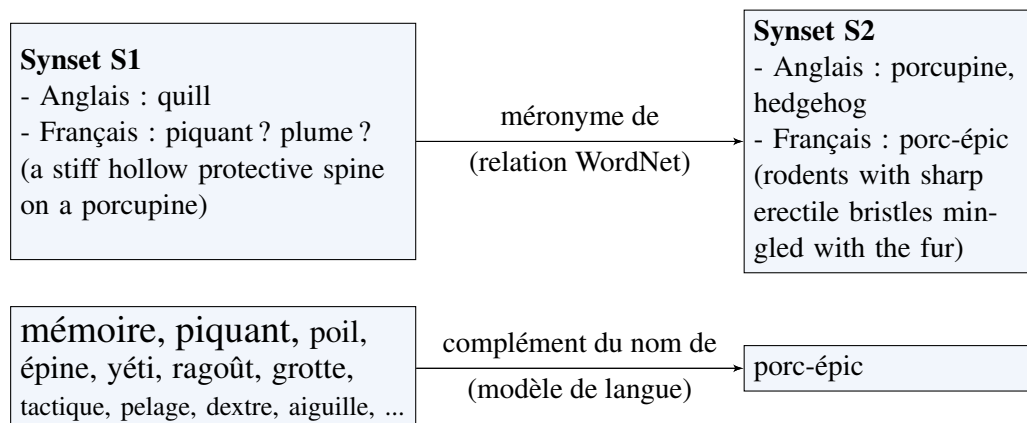 Synset S1
- Anglais : quill
- Français : piquant ? plume ?
(a stiff hollow protective spine
on a porcupine)
méronyme de
(relation WordNet)
Synset S2
- Anglais : porcupine,
hedgehog
- Français : porc-épic
(rodents with sharp
erectile bristles min-
gled with the fur)
mémoire, piquant, poil,
épine, yéti, ragoût, grotte,
tactique, pelage, dextre, aiguille, ...
complément du nom de
(modèle de langue)
porc-épic